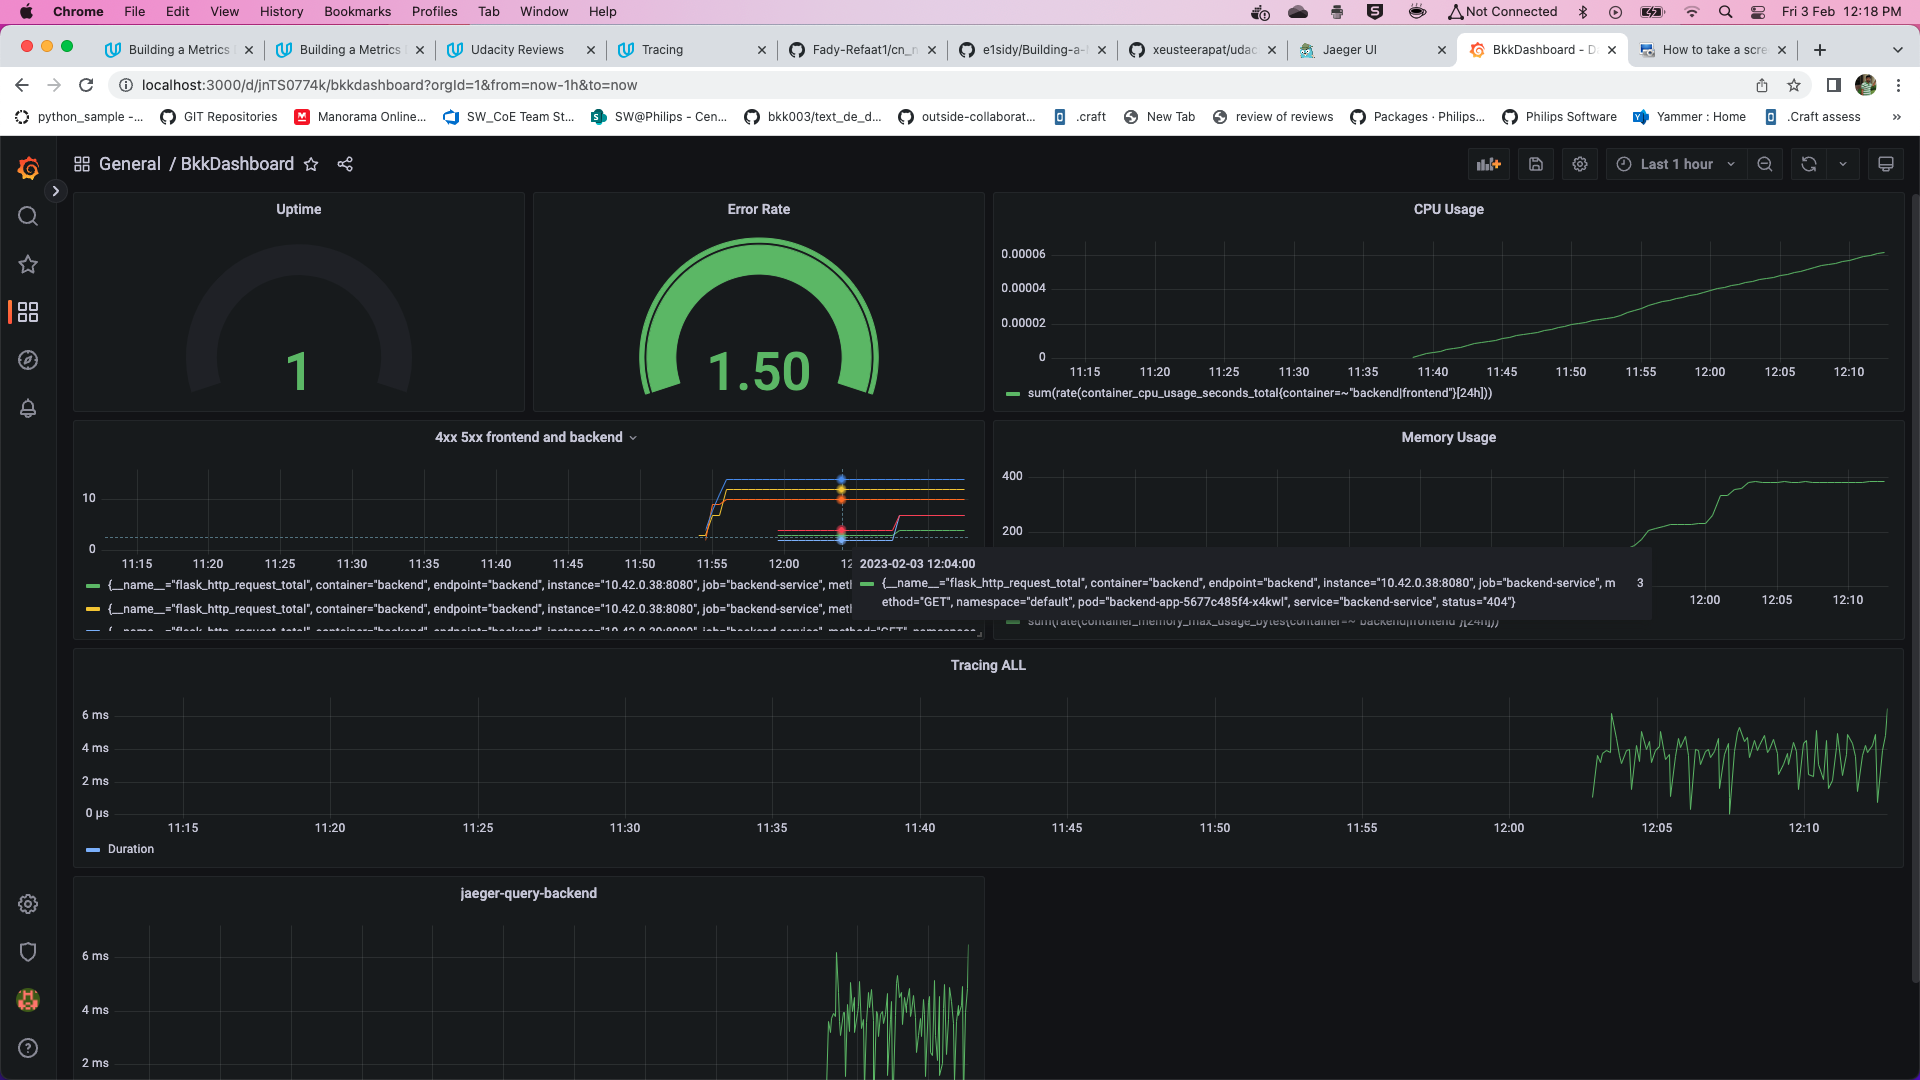 Chrome File Edit View History Bookmarks Profiles Tab Window Help Not Connected Fri 3 Feb 12:18 PM
Building a Metrics Building a Metrics Udacity Reviews Tracing Fady-Refaat1/cn_n e1sidy/Building-a- xeusteerapat/udac Jaeger UI BkkDashboard - D How to take a scre
localhost:3000/d/jnTS0774k/bkkdashboard?orgId=1&from=now-1h&to=now
python_sample -... GIT Repositories Manorama Online... SW_CoE Team St... SW@Philips - Cen... bkk003/text_de_d... outside-collaborat... .craft New Tab review of reviews Packages · Philips... Philips Software Yammer : Home .Craft assess »
General / BkkDashboard Last 1 hour
Uptime
1
Error Rate
1.50
CPU Usage
0.00006
0.00004
0.00002
0
11:15 11:20 11:25 11:30 11:35 11:40 11:45 11:50 11:55 12:00 12:05 12:10
sum(rate(container_cpu_usage_seconds_total{container=~"backend|frontend"}[24h]))
4xx 5xx frontend and backend
10
0
11:15 11:20 11:25 11:30 11:35 11:40 11:45 11:50 11:55 12:00
{__name__="flask_http_request_total", container="backend", endpoint="backend", instance="10.42.0.38:8080", job="backend-service", metl
{__name__="flask_http_request_total", container="backend", endpoint="backend", instance="10.42.0.38:8080", job="backend-service", metl
Memory Usage
400
200
12:00 12:05 12:10
sum(rate(container_memory_max_usage_bytes{container=~"backend|frontend"}[24h]))
2023-02-03 12:04:00
{__name__="flask_http_request_total", container="backend", endpoint="backend", instance="10.42.0.38:8080", job="backend-service", m 3
ethod="GET", namespace="default", pod="backend-app-5677c485f4-x4kwl", service="backend-service", status="404"}
Tracing ALL
6 ms
4 ms
2 ms
0 µs
11:15 11:20 11:25 11:30 11:35 11:40 11:45 11:50 11:55 12:00 12:05 12:10
Duration
jaeger-query-backend
6 ms
4 ms
2 ms